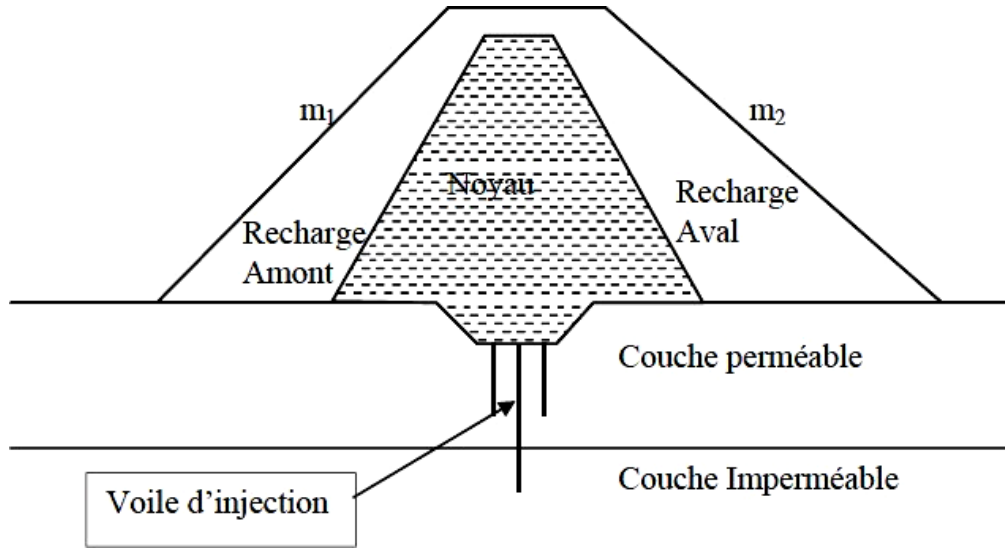 m₁
m₂
Noyau
Recharge
Amont
Recharge
Aval
Couche perméable
Couche Imperméable
Voile d’injection